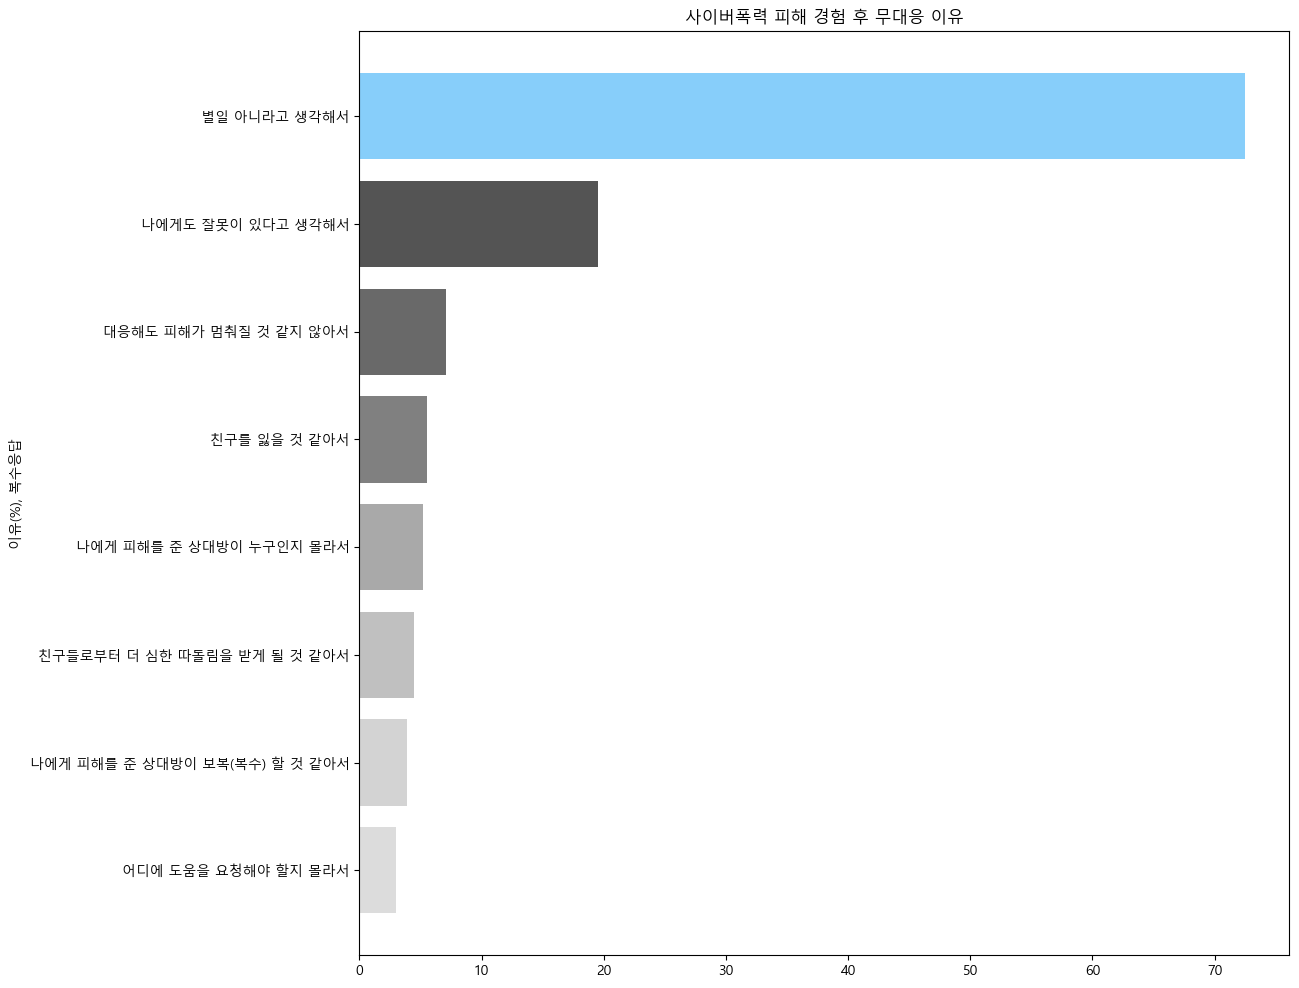 사이버폭력 피해 경험 후 무대응 이유
별일 아니라고 생각해서
나에게도 잘못이 있다고 생각해서
대응해도 피해가 멈춰질 것 같지 않아서
친구를 잃을 것 같아서
나에게 피해를 준 상대방이 누구인지 몰라서
친구들로부터 더 심한 따돌림을 받게 될 것 같아서
나에게 피해를 준 상대방이 보복(복수) 할 것 같아서
어디에 도움을 요청해야 할지 몰라서
이유(%), 복수응답
0 10 20 30 40 50 60 70